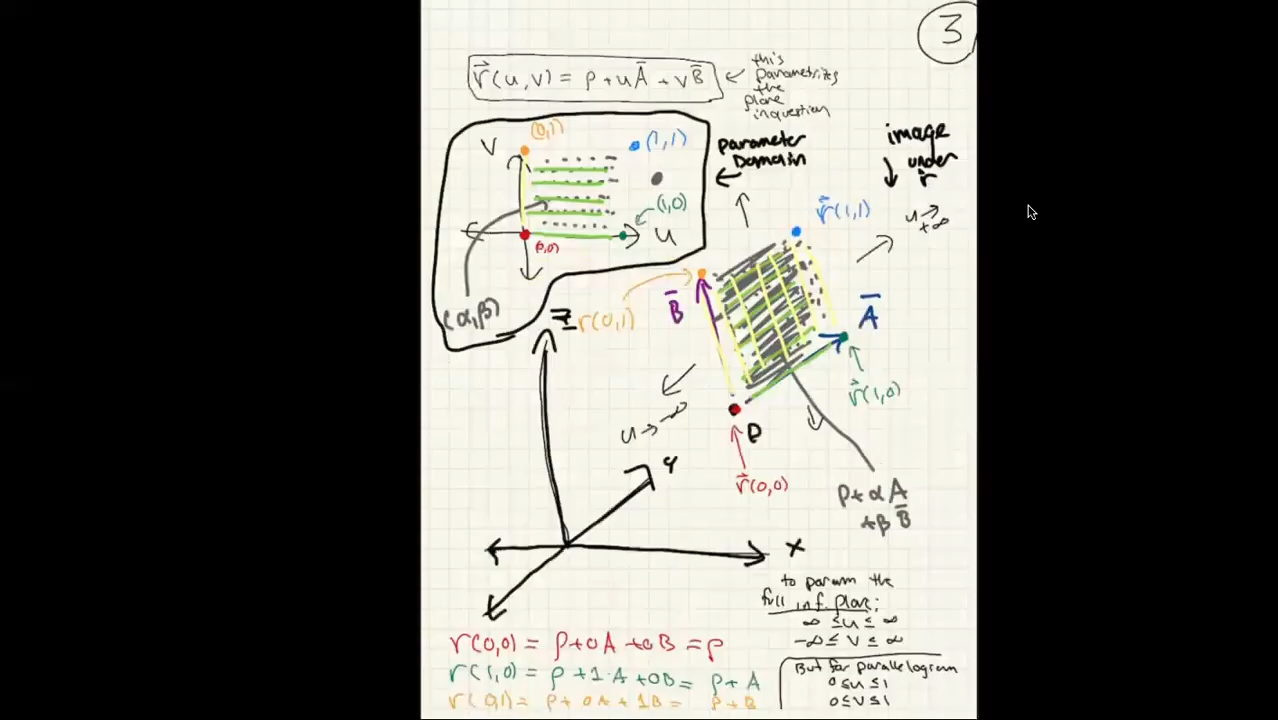 3
r⃗(u,v) = P + uĀ + vB̄
this
parametrizes
the
plane
in question
parameter
Domain
image
under
r⃗
(0,1)
V
(1,1)
(1,0)
U
(0,0)
(α,β)
r⃗(1,1)
u→
+∞
B̄
r(0,1)
Ā
r⃗(1,0)
u→ -∞
P
r⃗(0,0)
P+αA
+βB̄
z
y
x
to param the
full inf. plane:
∞ ≤ u ≤ ∞
-∞ ≤ v ≤ ∞
But for parallelogram
0≤u≤1
0≤v≤1
r(0,0) = P+0A+0B = P
r(1,0) = P+1·A+0B = P+A
r(0,1) = P+0A+1B = P+B